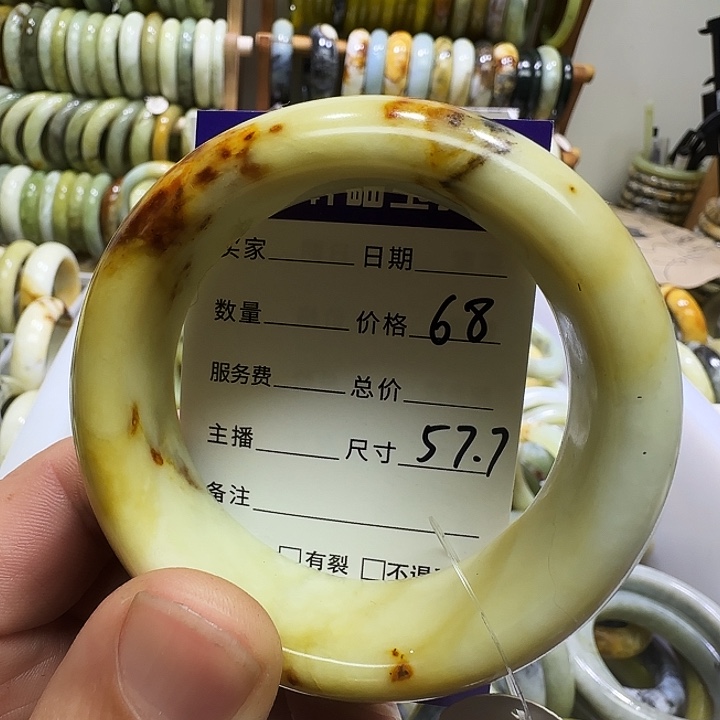 买家 日期
数量 价格 68
服务费 总价
主播 尺寸 57.7
备注
□有裂 □不退